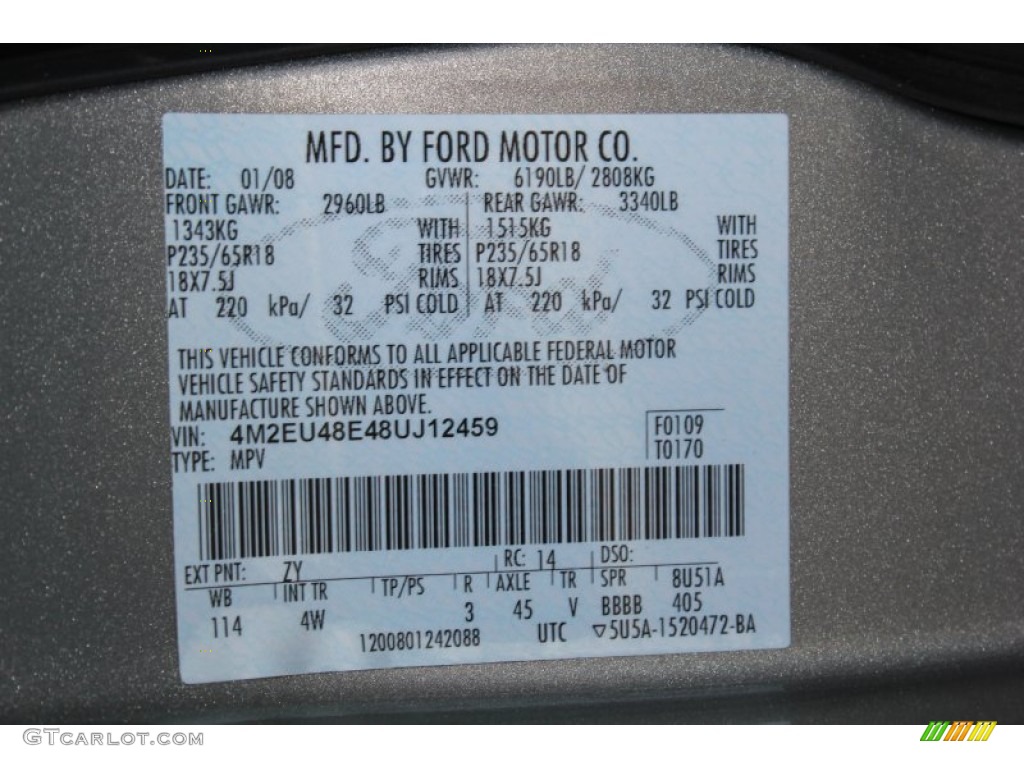 MFD. BY FORD MOTOR CO.
DATE: 01/08 GVWR: 6190LB/ 2808KG
FRONT GAWR: 2960LB REAR GAWR: 3340LB
1343KG WITH 1515KG WITH
P235/65R18 TIRES P235/65R18 TIRES
18X7.5J RIMS 18X7.5J RIMS
AT 220 kPa/ 32 PSI COLD AT 220 kPa/ 32 PSI COLD
THIS VEHICLE CONFORMS TO ALL APPLICABLE FEDERAL MOTOR
VEHICLE SAFETY STANDARDS IN EFFECT ON THE DATE OF
MANUFACTURE SHOWN ABOVE.
VIN: 4M2EU48E48UJ12459 F0109
TYPE: MPV T0170
EXT PNT: ZY RC: 14 DSO:
WB INT TR TP/PS R AXLE TR SPR 8U51A
114 4W 3 45 V BBBB 405
1200801242088 UTC ▽5U5A-1520472-BA
Ford
GTCARLOT.COM